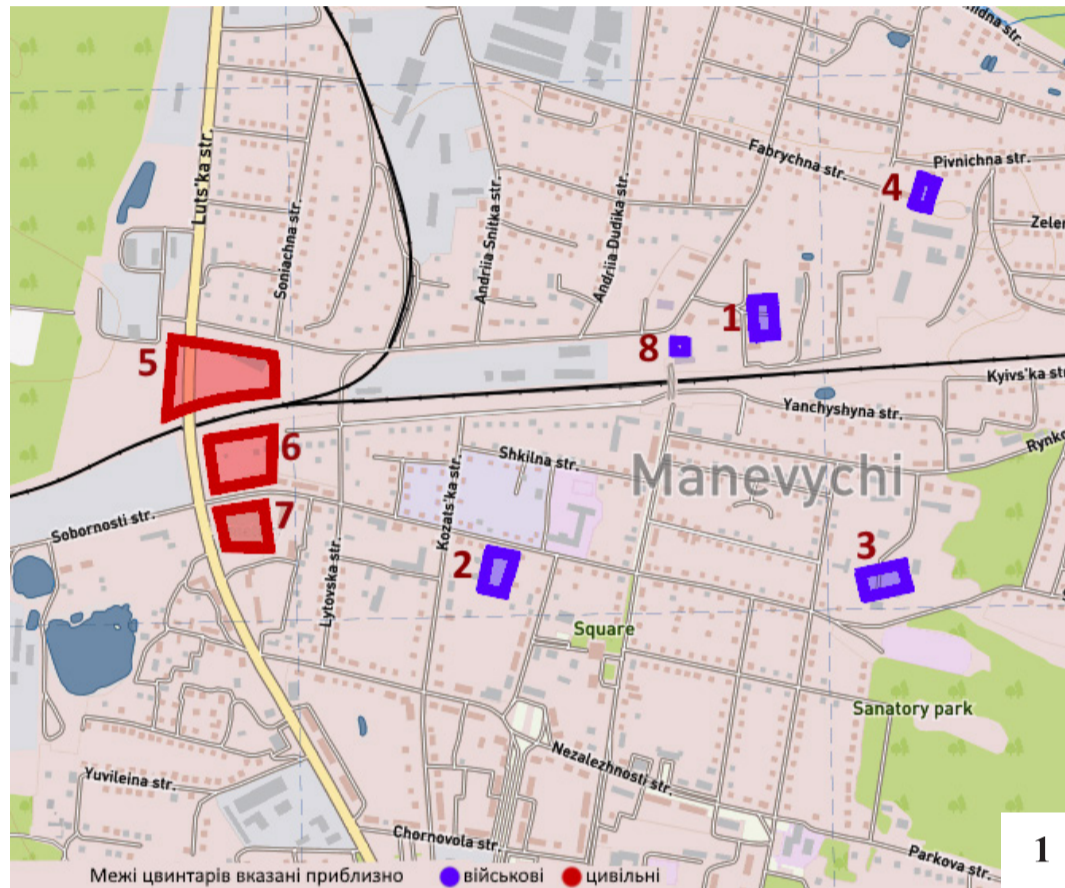 midna str.
Luts'ka str.
Fabrychna str.
Pivnichna str.
4
Soniachna str.
Andriia Snitka str.
Andriia Dudika str.
Zeler
1
5
8
Kyivs'ka str
Yanchyshyna str.
6
Shkilna str.
Manevychi
Rynko
Kozats'ka str.
7
Sobornosti str.
2
3
Lytovska str.
Square
Sanatory park
Nezalezhnosti str.
Yuvileina str.
Chornovola str.
Parkova str.
1
Межі цвинтарів вказані приблизно військові цивільні